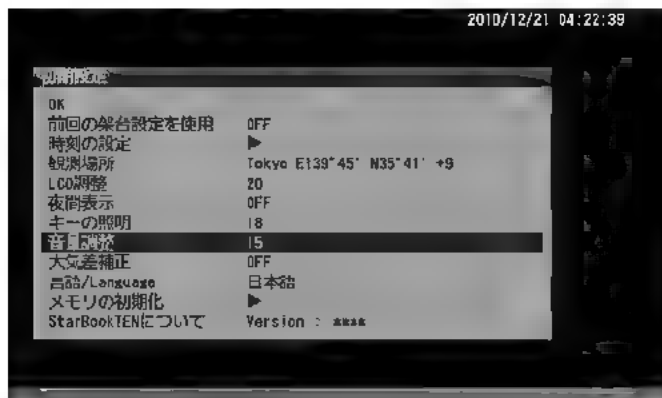 2010/12/21 04:22:39
初期設定
OK
前回の架台設定を使用 OFF
時刻の設定 ▶
観測場所 Tokyo E139°45' N35°41' +9
LCD調整 20
夜間表示 OFF
キーの照明 18
音量調整 15
大気差補正 OFF
言語/Language 日本語
メモリの初期化 ▶
StarBookTENについて Version : ****